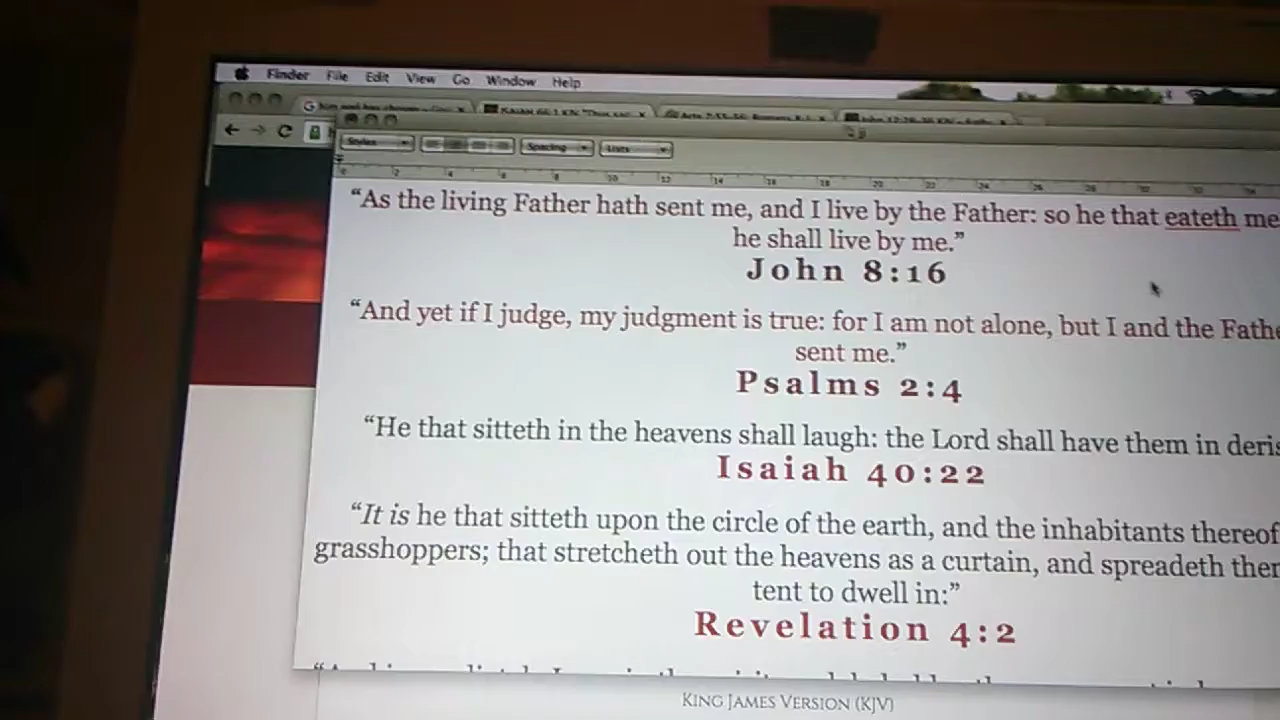 Finder File Edit View Go Window Help
Styles Spacing Lists
“As the living Father hath sent me, and I live by the Father: so he that eateth me
he shall live by me.”
John 8:16
“And yet if I judge, my judgment is true: for I am not alone, but I and the Fathe
sent me.”
Psalms 2:4
“He that sitteth in the heavens shall laugh: the Lord shall have them in deris
Isaiah 40:22
“It is he that sitteth upon the circle of the earth, and the inhabitants thereof
grasshoppers; that stretcheth out the heavens as a curtain, and spreadeth them
tent to dwell in:”
Revelation 4:2
King James Version (KJV)